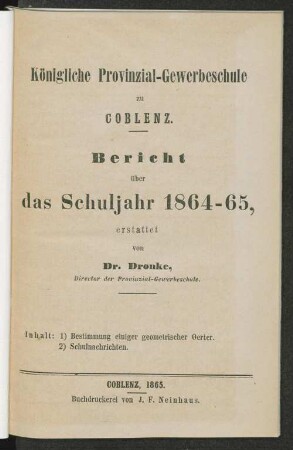 Königliche Provinzial-Gewerbeschule
zu
COBLENZ.
Bericht
über
das Schuljahr 1864-65,
erstattet
von
Dr. Dronke,
Director der Provinzial-Gewerbeschule.
Inhalt: 1) Bestimmung einiger geometrischer Oerter.
2) Schulnachrichten.
COBLENZ, 1865.
Buchdruckerei von J. F. Neinhaus.